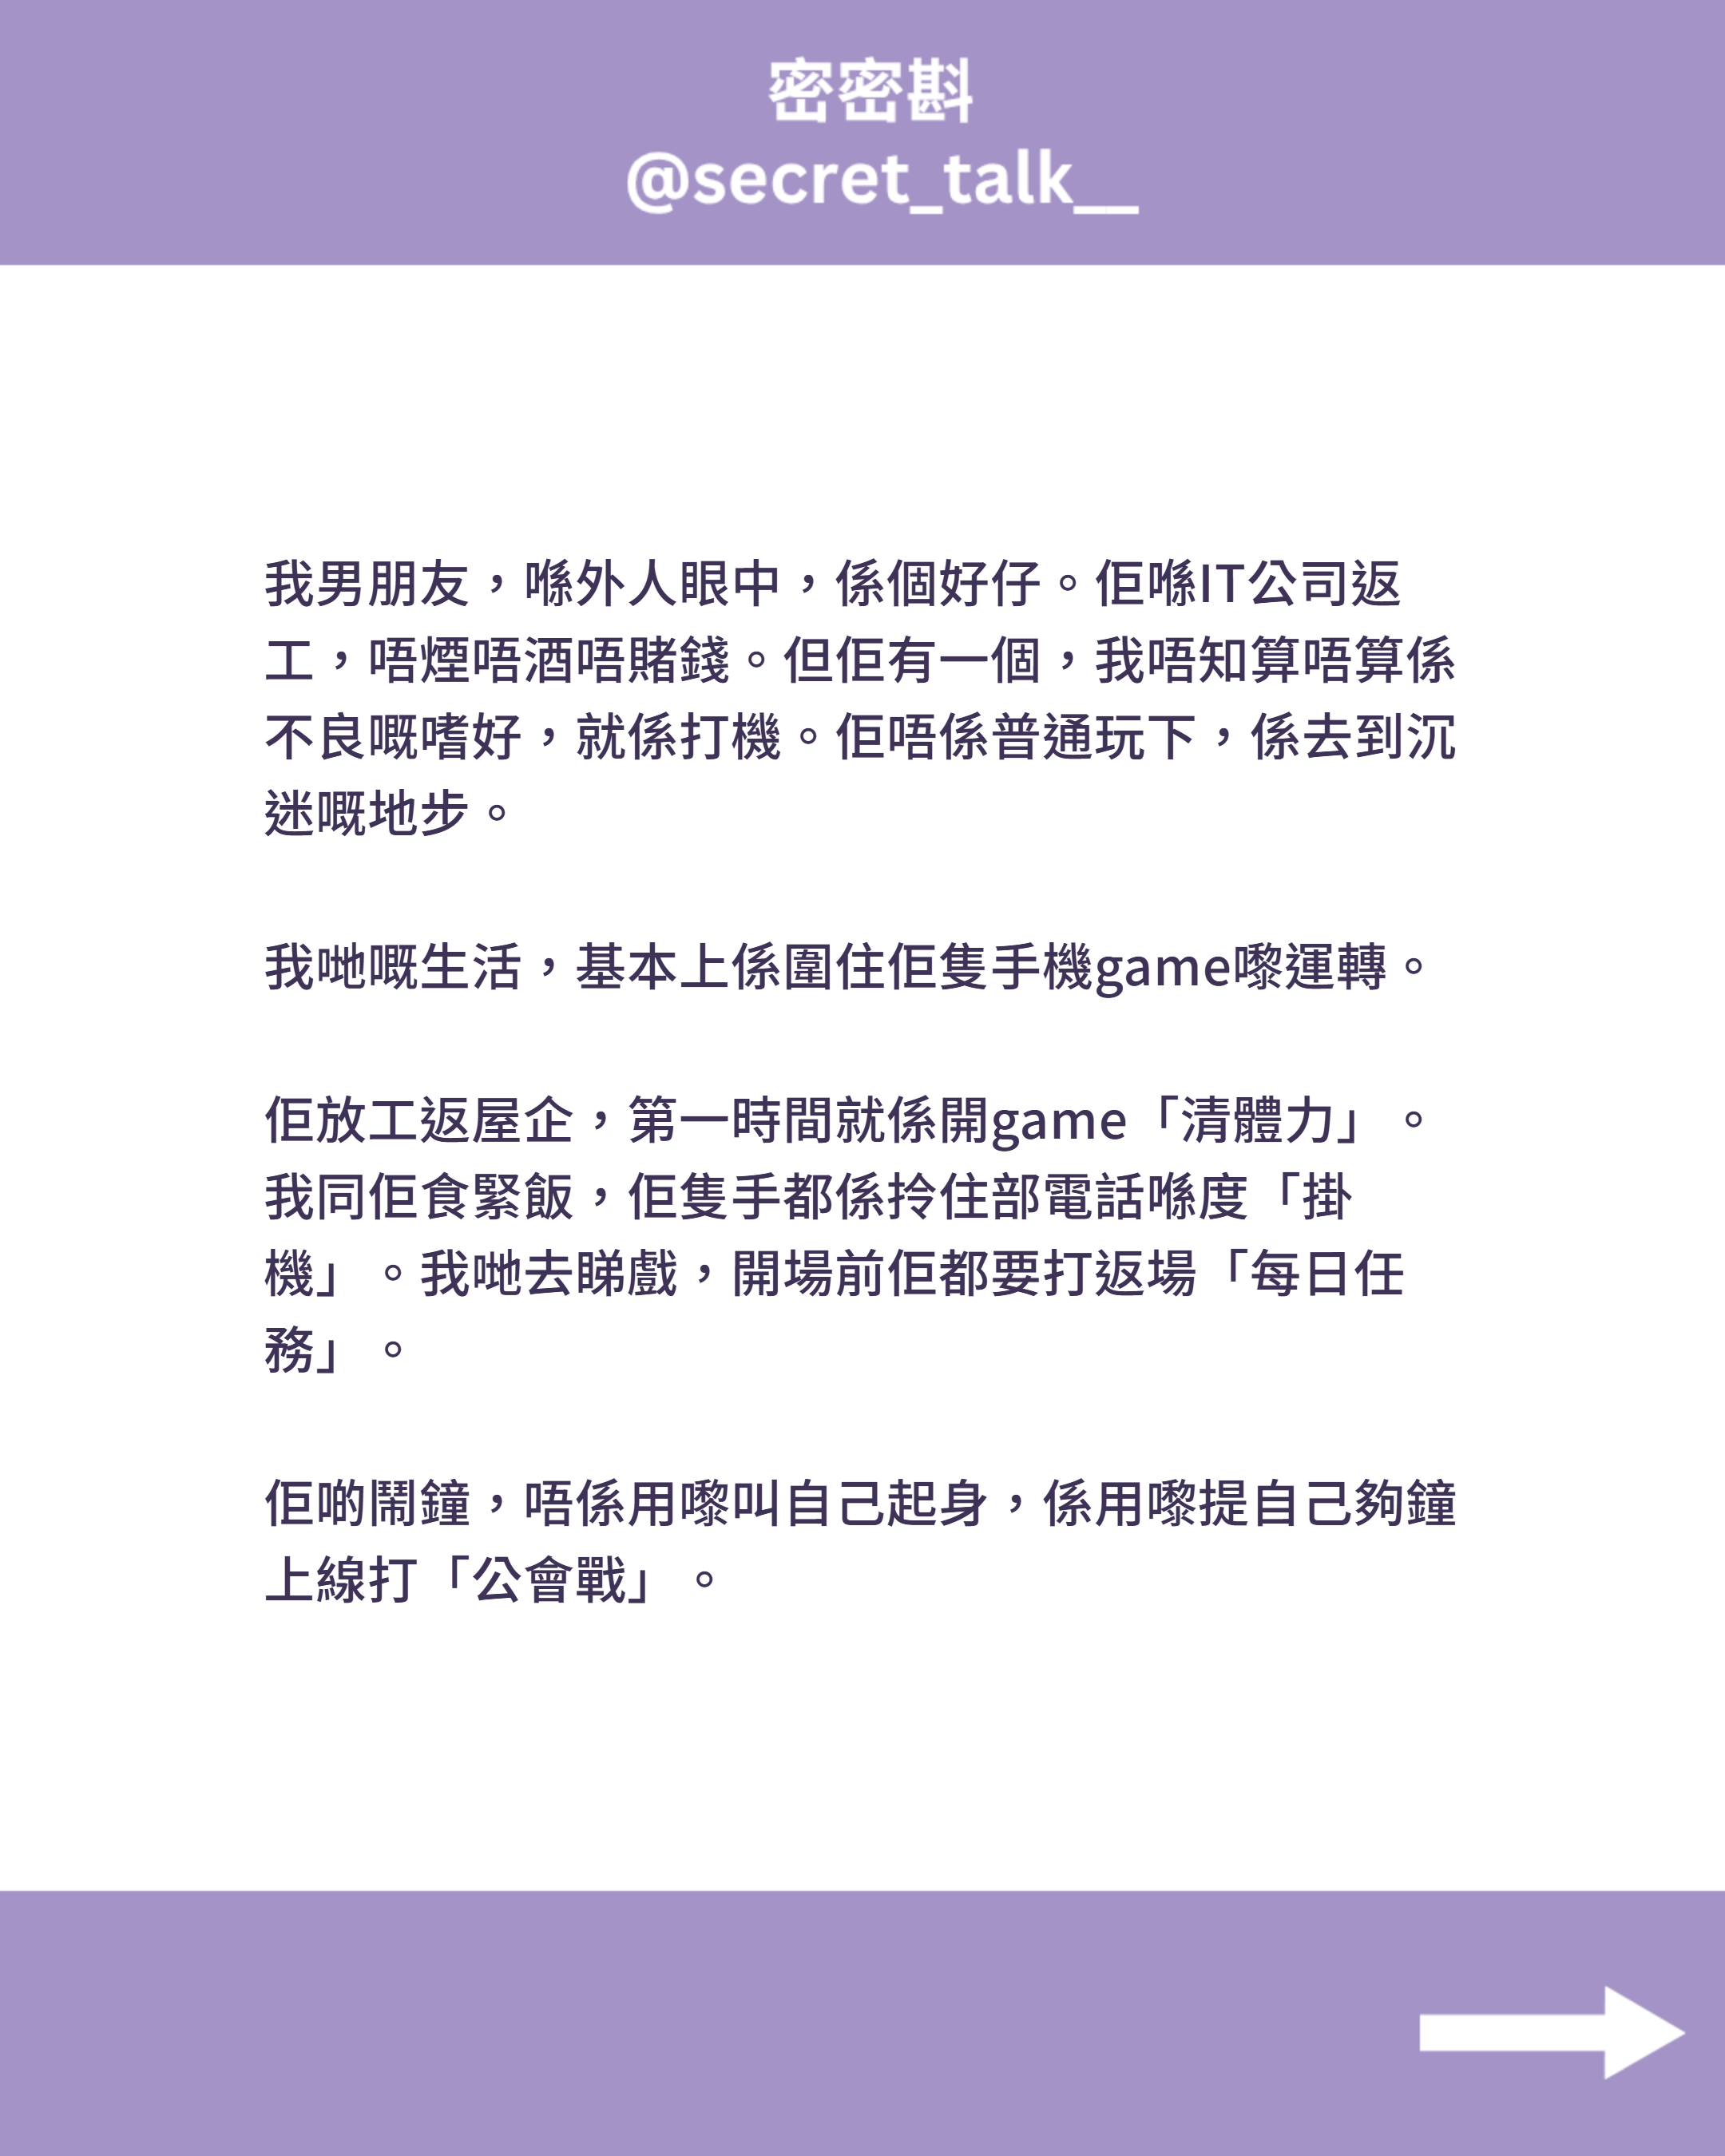 密密斟
@secret_talk__
我男朋友，喺外人眼中，係個好仔。佢喺IT公司返
工，唔煙唔酒唔賭錢。但佢有一個，我唔知算唔算係
不良嘅嗜好，就係打機。佢唔係普通玩下，係去到沉
迷嘅地步。
我哋嘅生活，基本上係圍住佢隻手機game嚟運轉。
佢放工返屋企，第一時間就係開game「清體力」。
我同佢食緊飯，佢隻手都係拎住部電話喺度「掛
機」。我哋去睇戲，開場前佢都要打返場「每日任
務」。
佢啲鬧鐘，唔係用嚟叫自己起身，係用嚟提自己夠鐘
上線打「公會戰」。